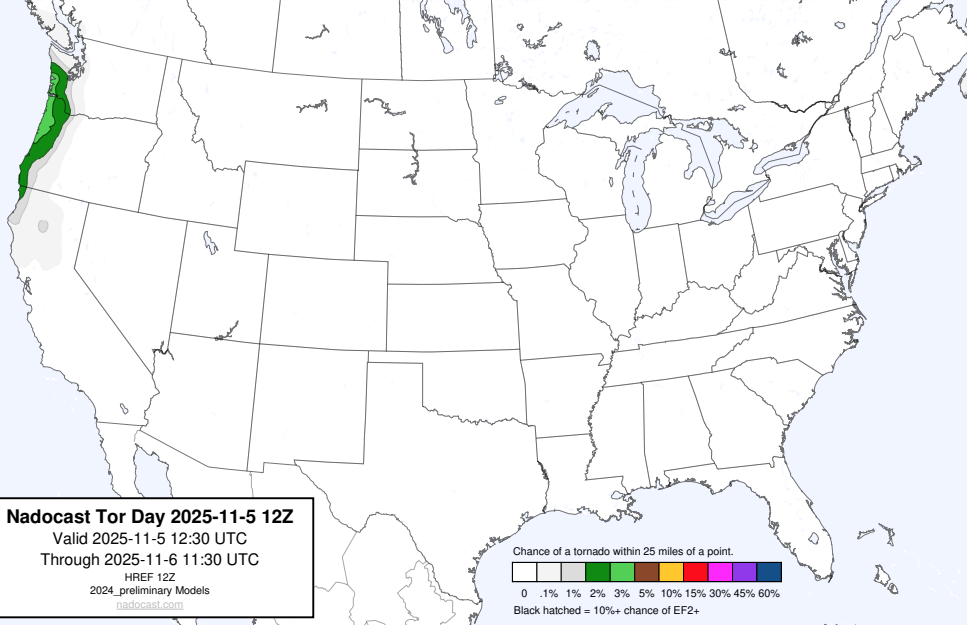 Nadocast Tor Day 2025-11-5 12Z
Valid 2025-11-5 12:30 UTC
Through 2025-11-6 11:30 UTC
HREF 12Z
2024_preliminary Models
nadocast.com
Chance of a tornado within 25 miles of a point.
0 .1% 1% 2% 3% 5% 10% 15% 30% 45% 60%
Black hatched = 10%+ chance of EF2+